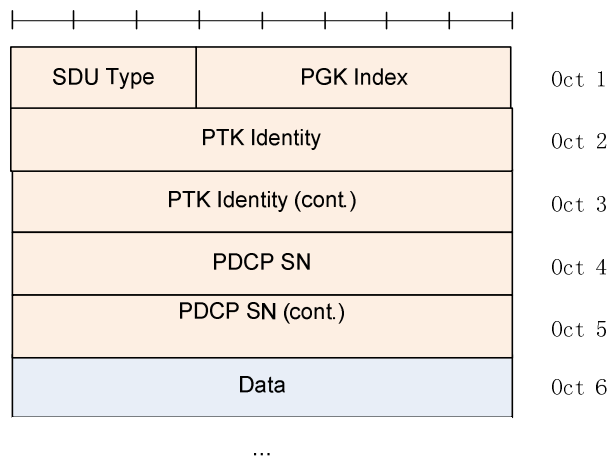 SDU Type PGK Index Oct 1
PTK Identity Oct 2
PTK Identity (cont.) Oct 3
PDCP SN Oct 4
PDCP SN (cont.) Oct 5
Data Oct 6
...